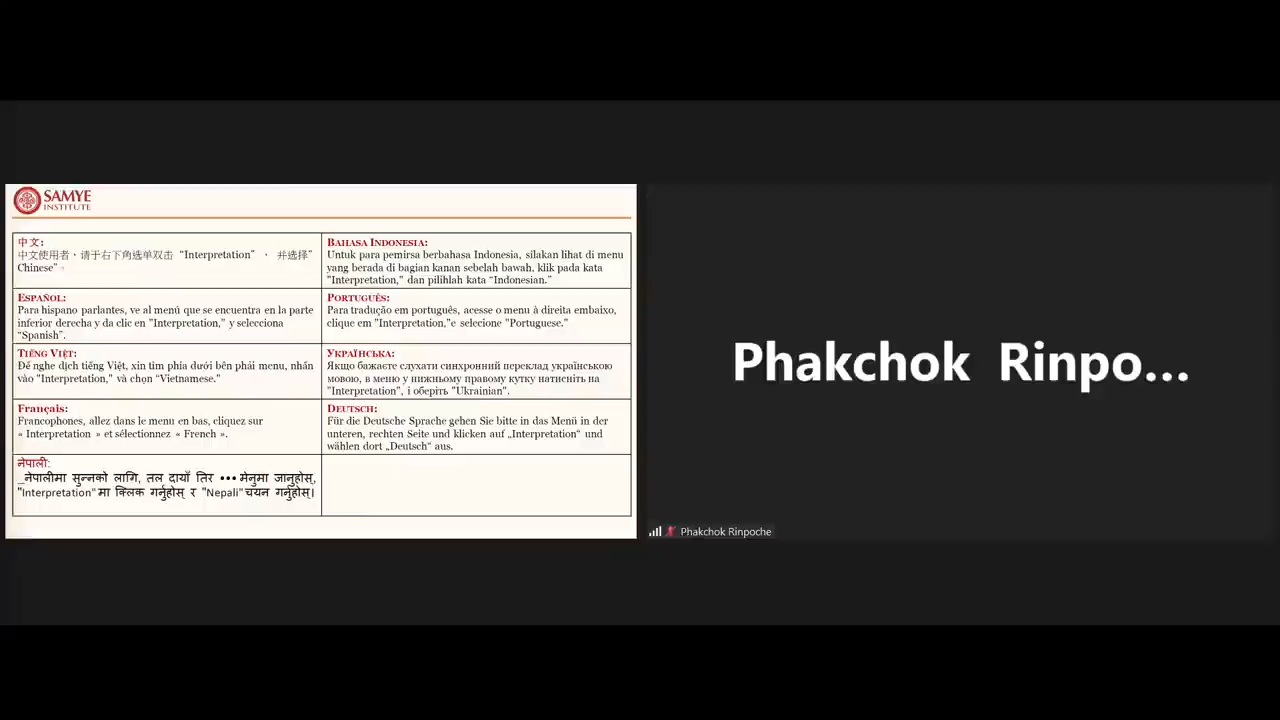 SAMYE
INSTITUTE
中文:
中文使用者，请于右下角选单双击 "Interpretation" ， 并选择"
Chinese"。
BAHASA INDONESIA:
Untuk para pemirsa berbahasa Indonesia, silakan lihat di menu
yang berada di bagian kanan sebelah bawah, klik pada kata
"Interpretation," dan pilihlah kata "Indonesian."
ESPAÑOL:
Para hispano parlantes, ve al menú que se encuentra en la parte
inferior derecha y da clic en "Interpretation," y selecciona
"Spanish".
PORTUGUÊS:
Para tradução em português, acesse o menu à direita embaixo,
clique em "Interpretation,"e selecione "Portuguese."
TIẾNG VIỆT:
Để nghe dịch tiếng Việt, xin tìm phía dưới bên phải menu, nhấn
vào "Interpretation," và chọn "Vietnamese."
УКРАЇНСЬКА:
Якщо бажаєте слухати синхронний переклад українською
мовою, в меню у нижньому правому кутку натисніть на
"Interpretation", і оберіть "Ukrainian".
Français:
Francophones, allez dans le menu en bas, cliquez sur
« Interpretation » et sélectionnez « French ».
DEUTSCH:
Für die Deutsche Sprache gehen Sie bitte in das Menü in der
unteren, rechten Seite und klicken auf „Interpretation“ und
wählen dort „Deutsch“ aus.
नेपाली:
_नेपालीमा सुन्नको लागि, तल दायाँ तिर ••• मेनुमा जानुहोस्,
"Interpretation" मा क्लिक गर्नुहोस् र "Nepali" चयन गर्नुहोस्।
Phakchok Rinpo...
Phakchok Rinpoche